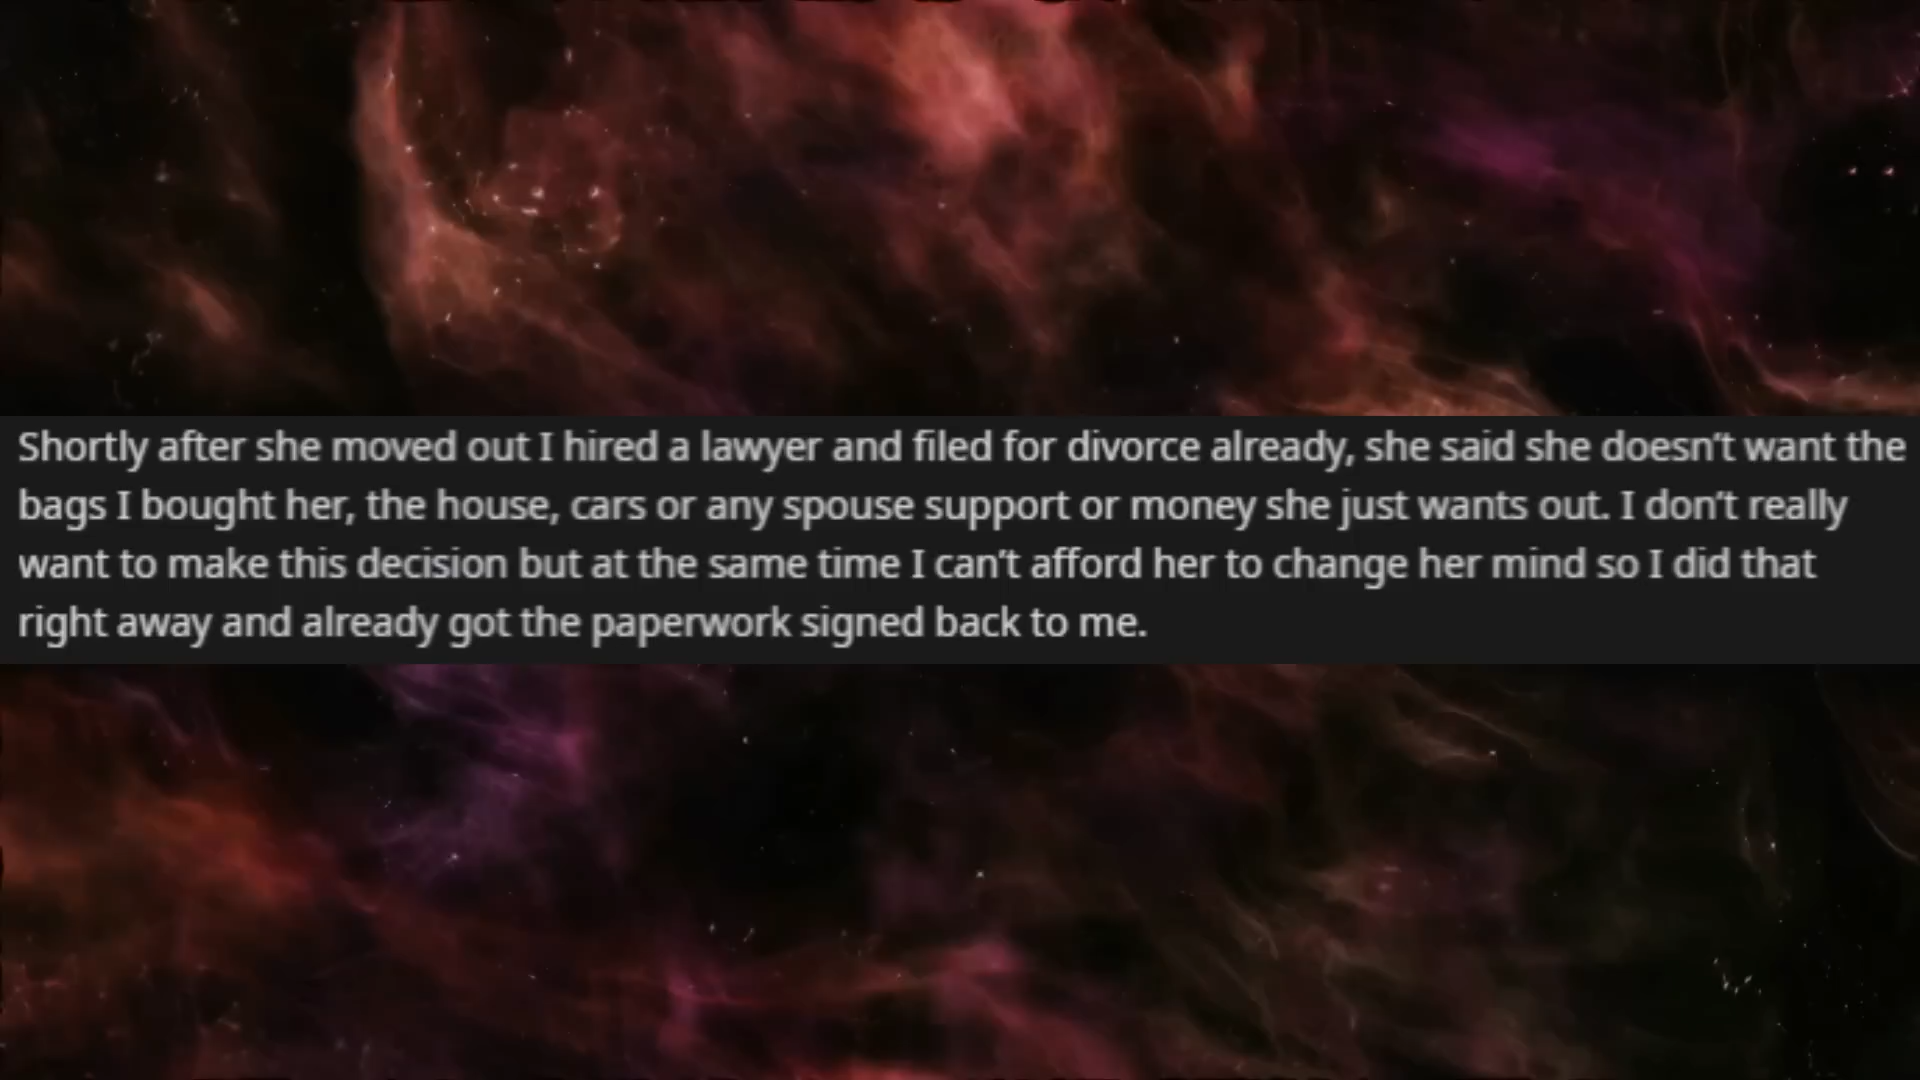 Shortly after she moved out I hired a lawyer and filed for divorce already, she said she doesn't want the
bags I bought her, the house, cars or any spouse support or money she just wants out. I don't really
want to make this decision but at the same time I can't afford her to change her mind so I did that
right away and already got the paperwork signed back to me.